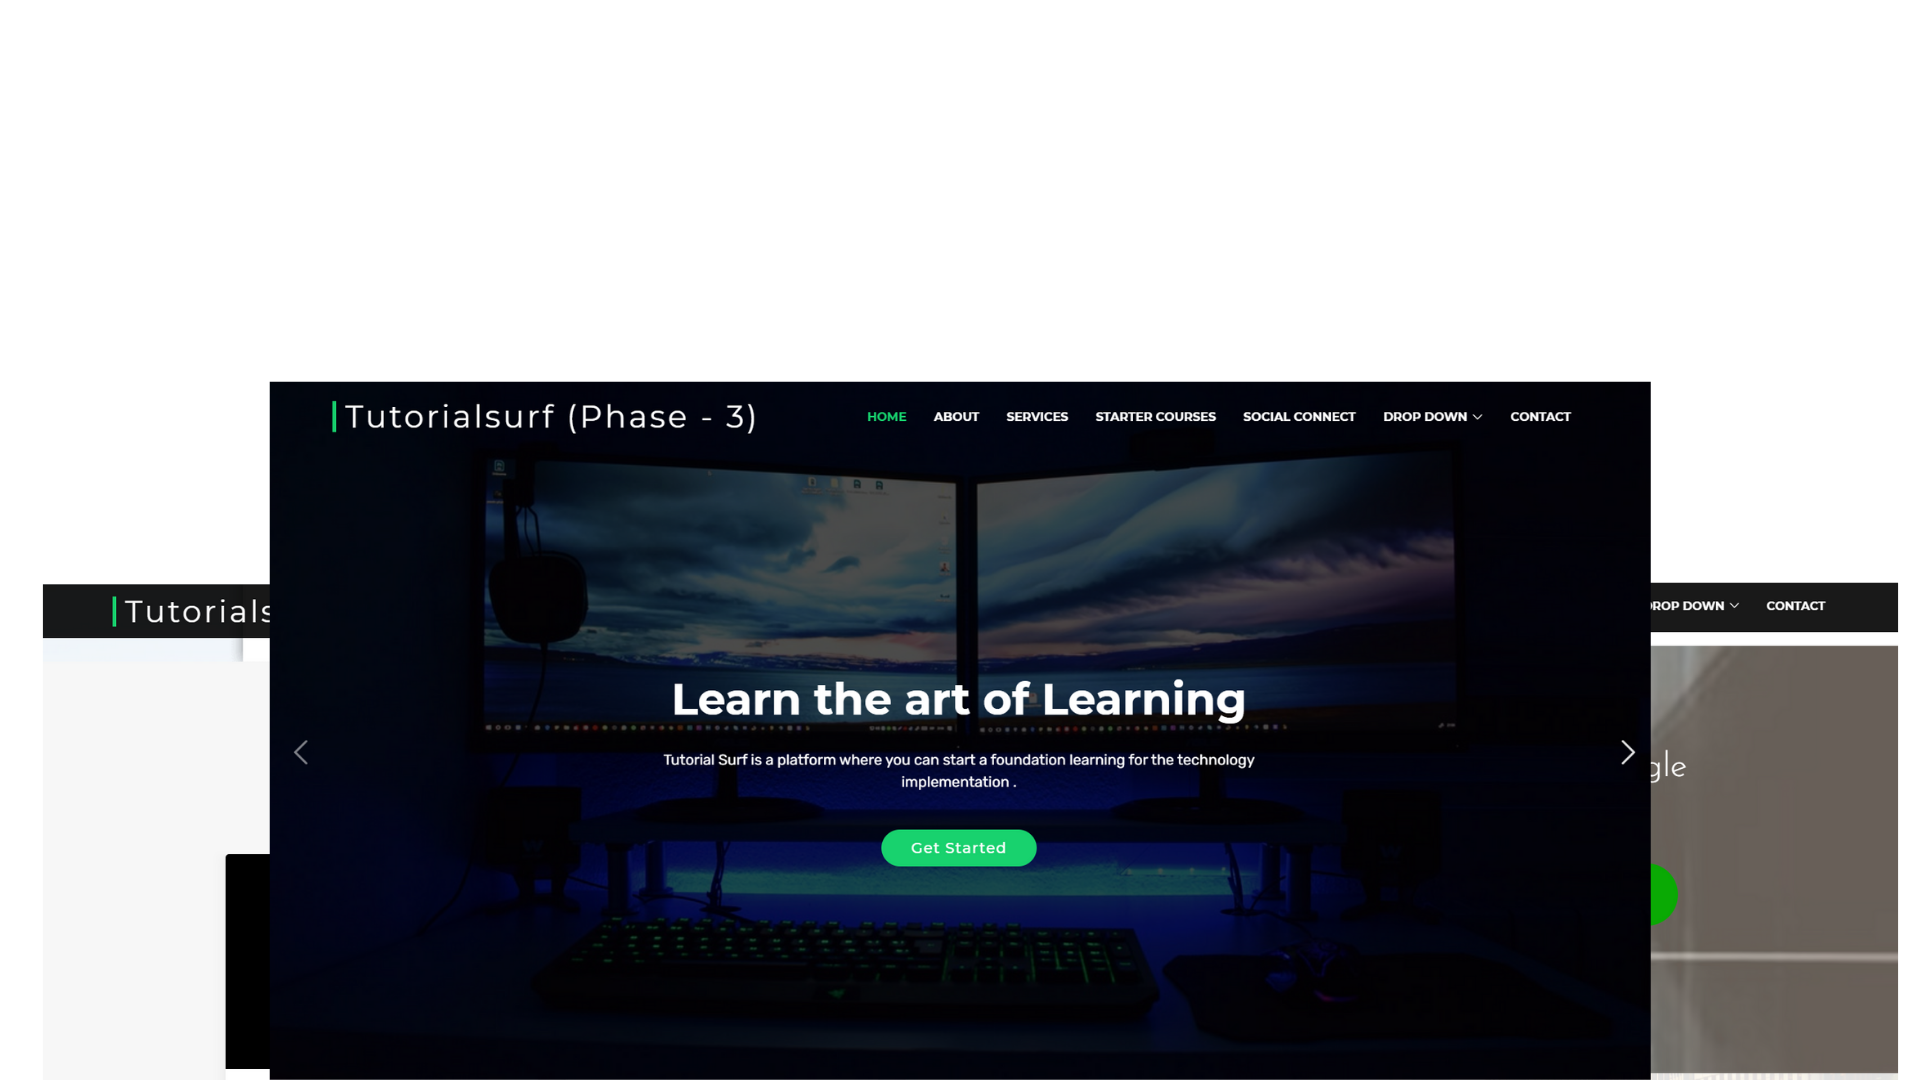 Tutorialsurf (Phase - 3)
HOME ABOUT SERVICES STARTER COURSES SOCIAL CONNECT DROP DOWN CONTACT
Tutorials
DROP DOWN CONTACT
Learn the art of Learning
Tutorial Surf is a platform where you can start a foundation learning for the technology
implementation .
gle
Get Started